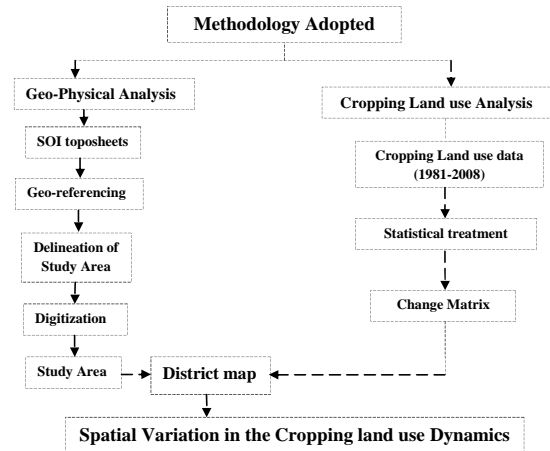 Methodology Adopted
Geo-Physical Analysis
SOI toposheets
Geo-referencing
Delineation of
Study Area
Digitization
Study Area
Cropping Land use Analysis
Cropping Land use data
(1981-2008)
Statistical treatment
Change Matrix
District map
Spatial Variation in the Cropping land use Dynamics